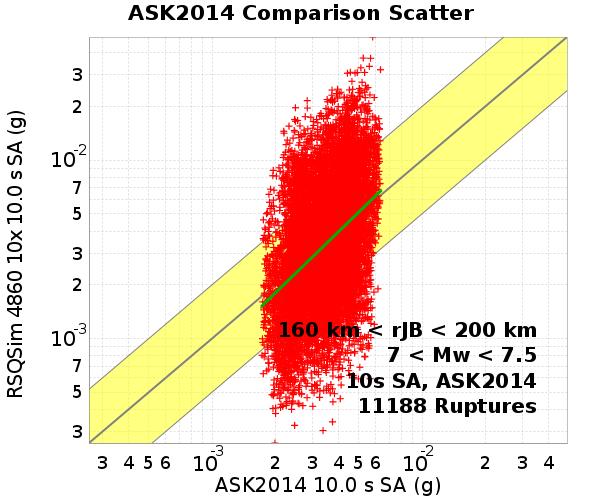 ASK2014 Comparison Scatter
RSQSim 4860 10x 10.0 s SA (g)
3
2
10-2
7
5
3
2
10-3
7
5
3
160 km < rJB < 200 km
7 < Mw < 7.5
10s SA, ASK2014
11188 Ruptures
3 4 5 6 10-3 2 3 4 5 6 10-2 2 3 4
ASK2014 10.0 s SA (g)